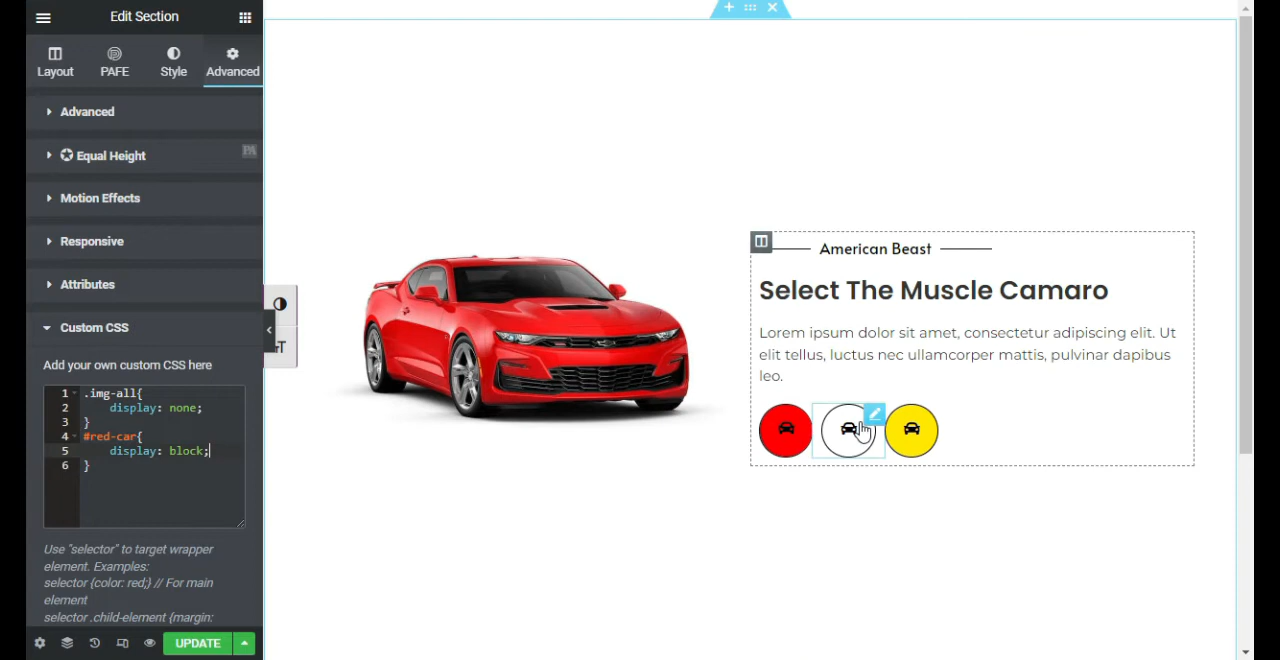 Edit Section
Layout
PAFE
Style
Advanced
Advanced
Equal Height
PA
Motion Effects
Responsive
Attributes
Custom CSS
Add your own custom CSS here
1 .img-all{
2 display: none;
3 }
4 #red-car{
5 display: block;
6 }
Use "selector" to target wrapper
element. Examples:
selector {color: red;} // For main
element
selector .child-element {margin:
UPDATE
American Beast
Select The Muscle Camaro
Lorem ipsum dolor sit amet, consectetur adipiscing elit. Ut
elit tellus, luctus nec ullamcorper mattis, pulvinar dapibus
leo.